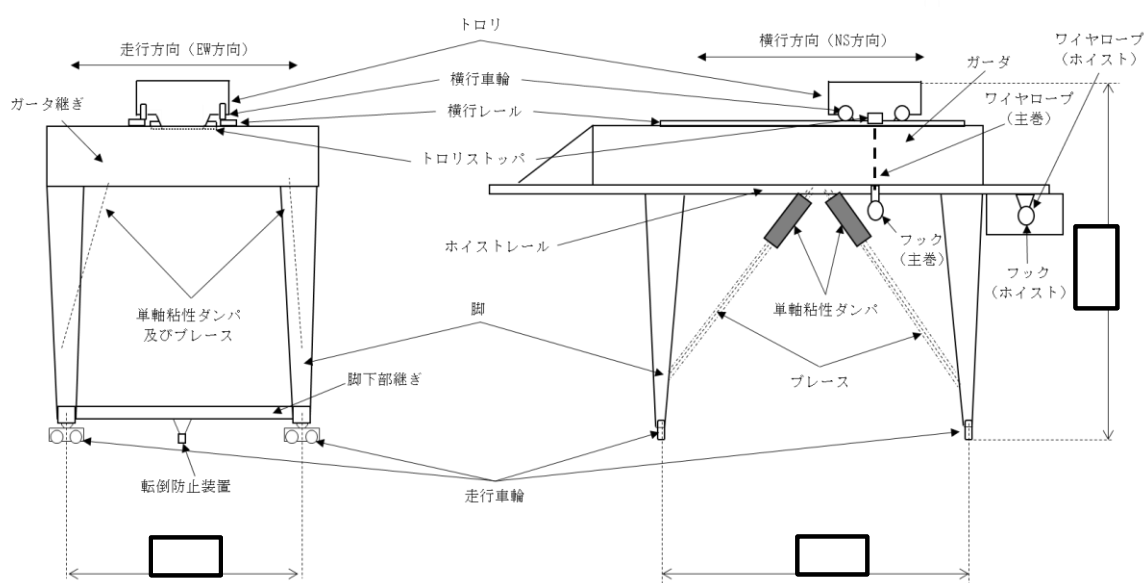 トロリ
走行方向（EW方向）
横行車輪
ガータ継ぎ
横行レール
トロリストッパ
横行方向（NS方向）
ガーダ
ワイヤロープ
（ホイスト）
ワイヤロープ
（主巻）
ホイストレール
フック
（主巻）
フック
（ホイスト）
単軸粘性ダンパ
及びブレース
単軸粘性ダンパ
脚
ブレース
脚下部継ぎ
転倒防止装置
走行車輪